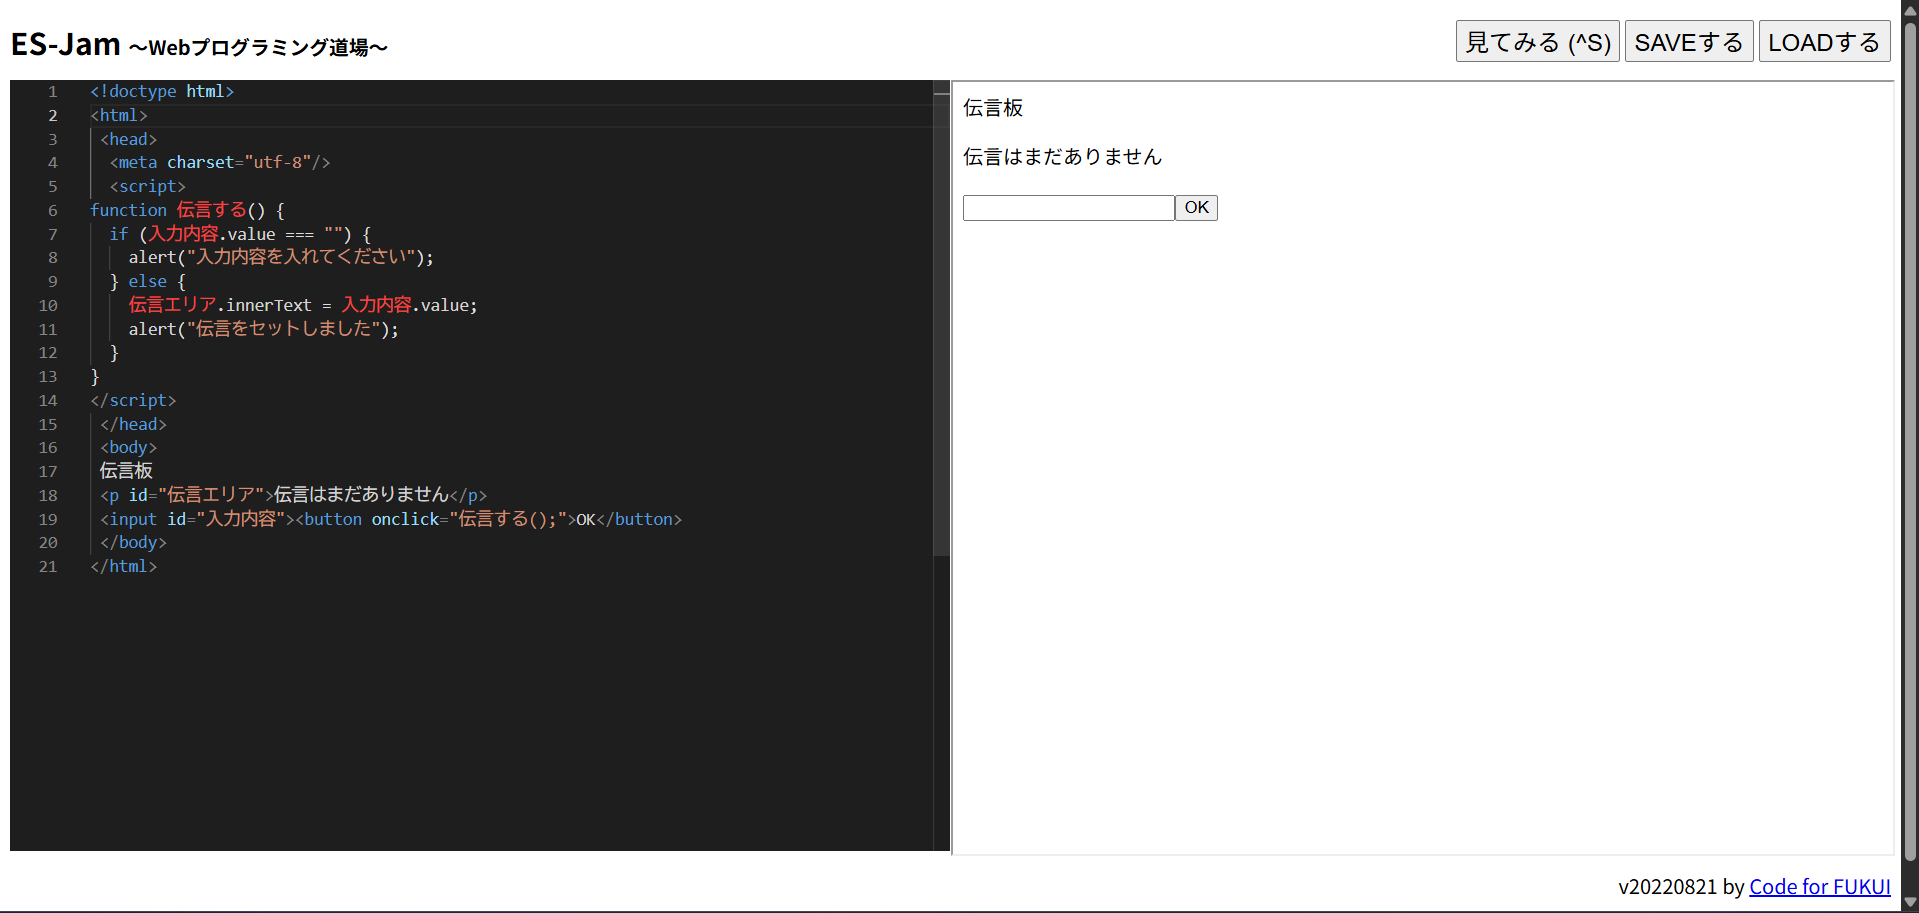 ES-Jam ～Webプログラミング道場～
見てみる (^S) SAVEする LOADする
1 <!doctype html>
2 <html>
3 <head>
4 <meta charset="utf-8"/>
5 <script>
6 function 伝言する() {
7 if (入力内容.value === "") {
8 alert("入力内容を入れてください");
9 } else {
10 伝言エリア.innerText = 入力内容.value;
11 alert("伝言をセットしました");
12 }
13 }
14 </script>
15 </head>
16 <body>
17 伝言板
18 <p id="伝言エリア">伝言はまだありません</p>
19 <input id="入力内容"><button onclick="伝言する();">OK</button>
20 </body>
21 </html>
伝言板
伝言はまだありません
OK
v20220821 by Code for FUKUI